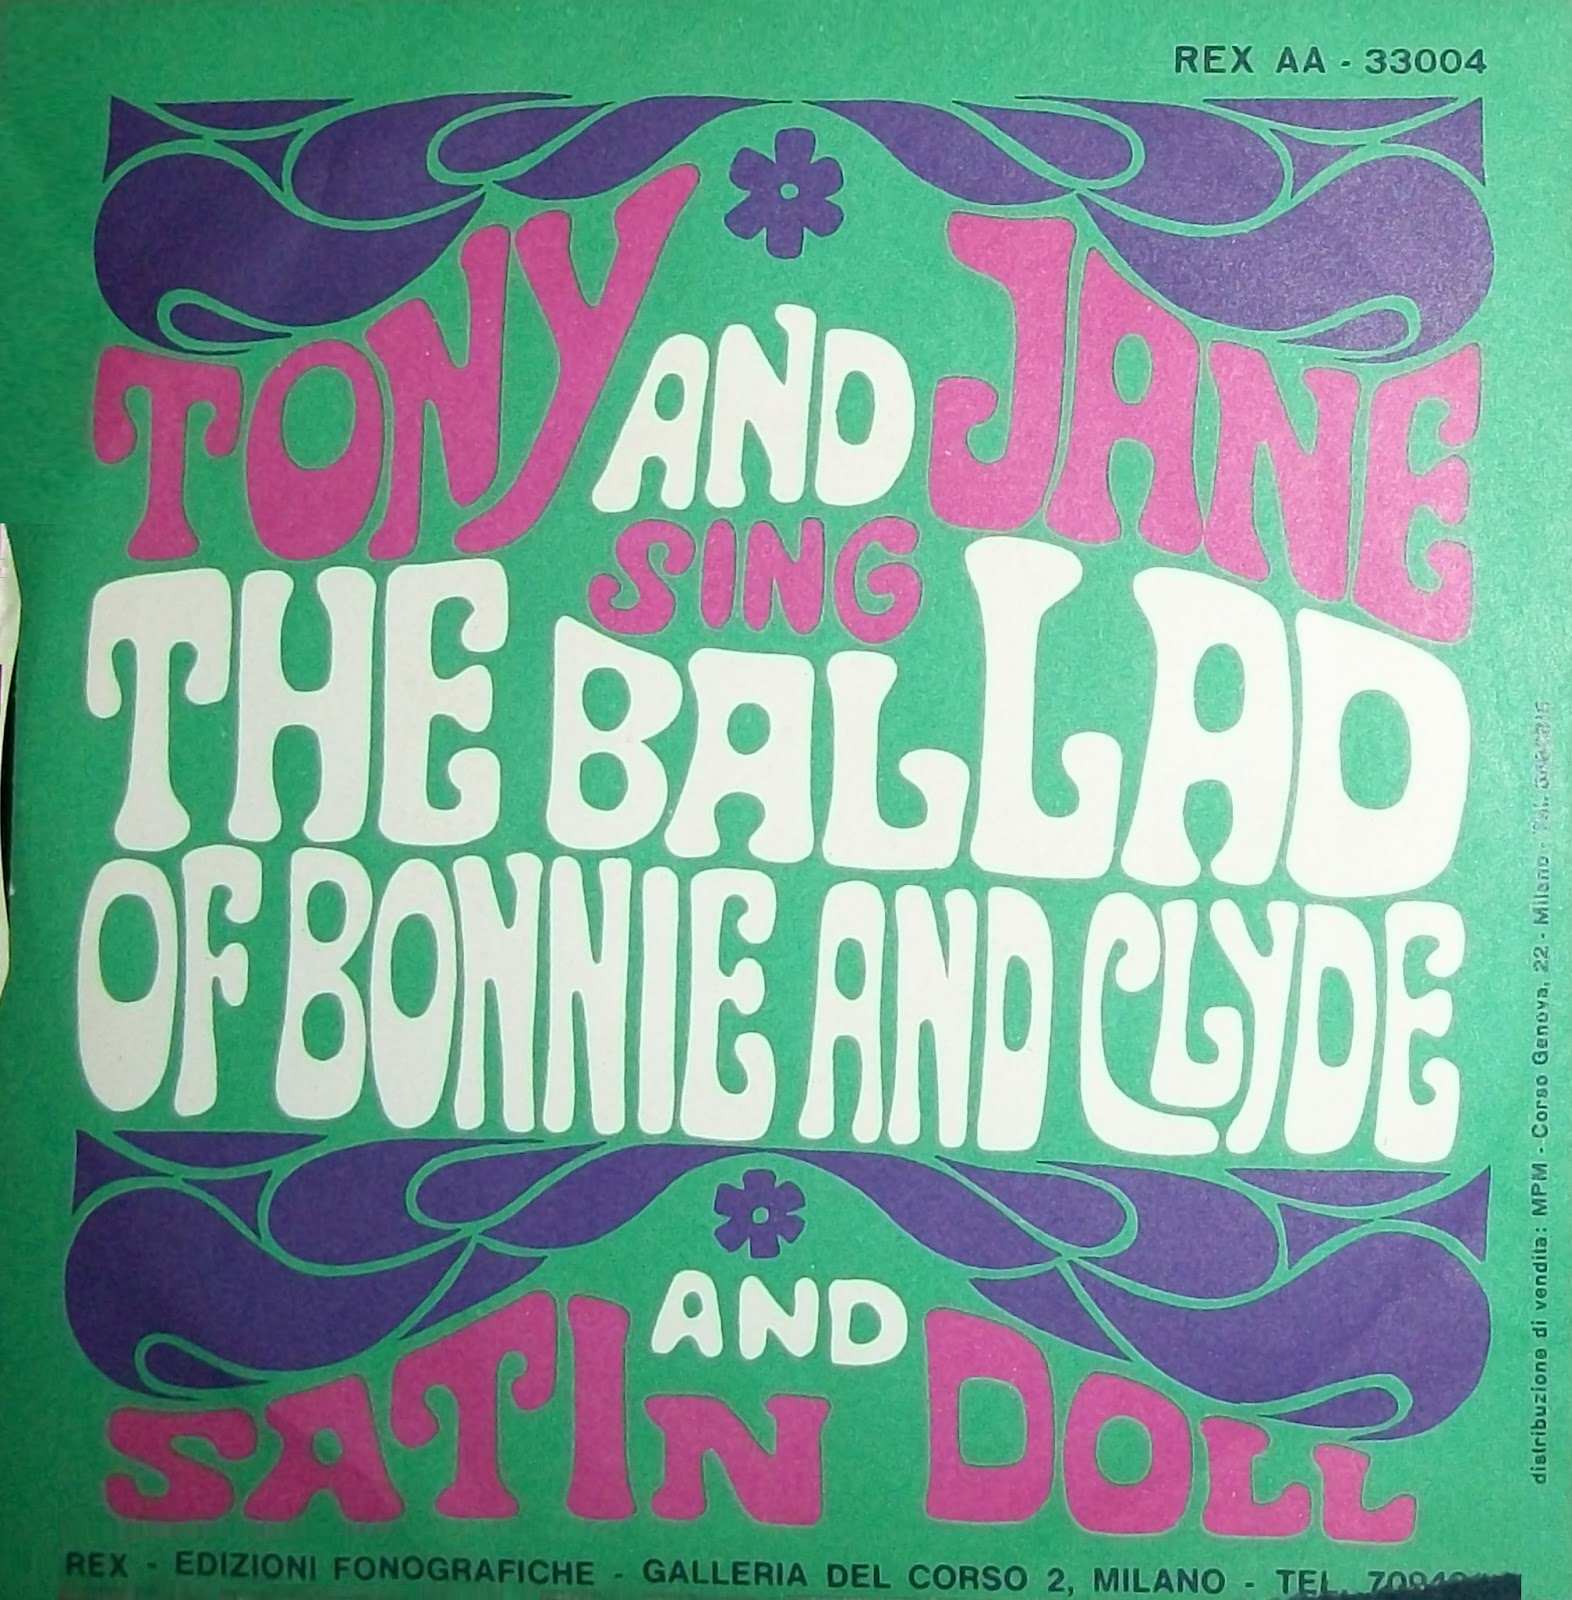 REX AA - 33004
TONY AND JANE
SING
THE BALLAD
OF BONNIE AND CLYDE
AND
SATIN DOLL
distribuzione di vendita: MPM - Corso Genova, 22 - Milano - Tel.
REX - EDIZIONI FONOGRAFICHE - GALLERIA DEL CORSO 2, MILANO - TEL.